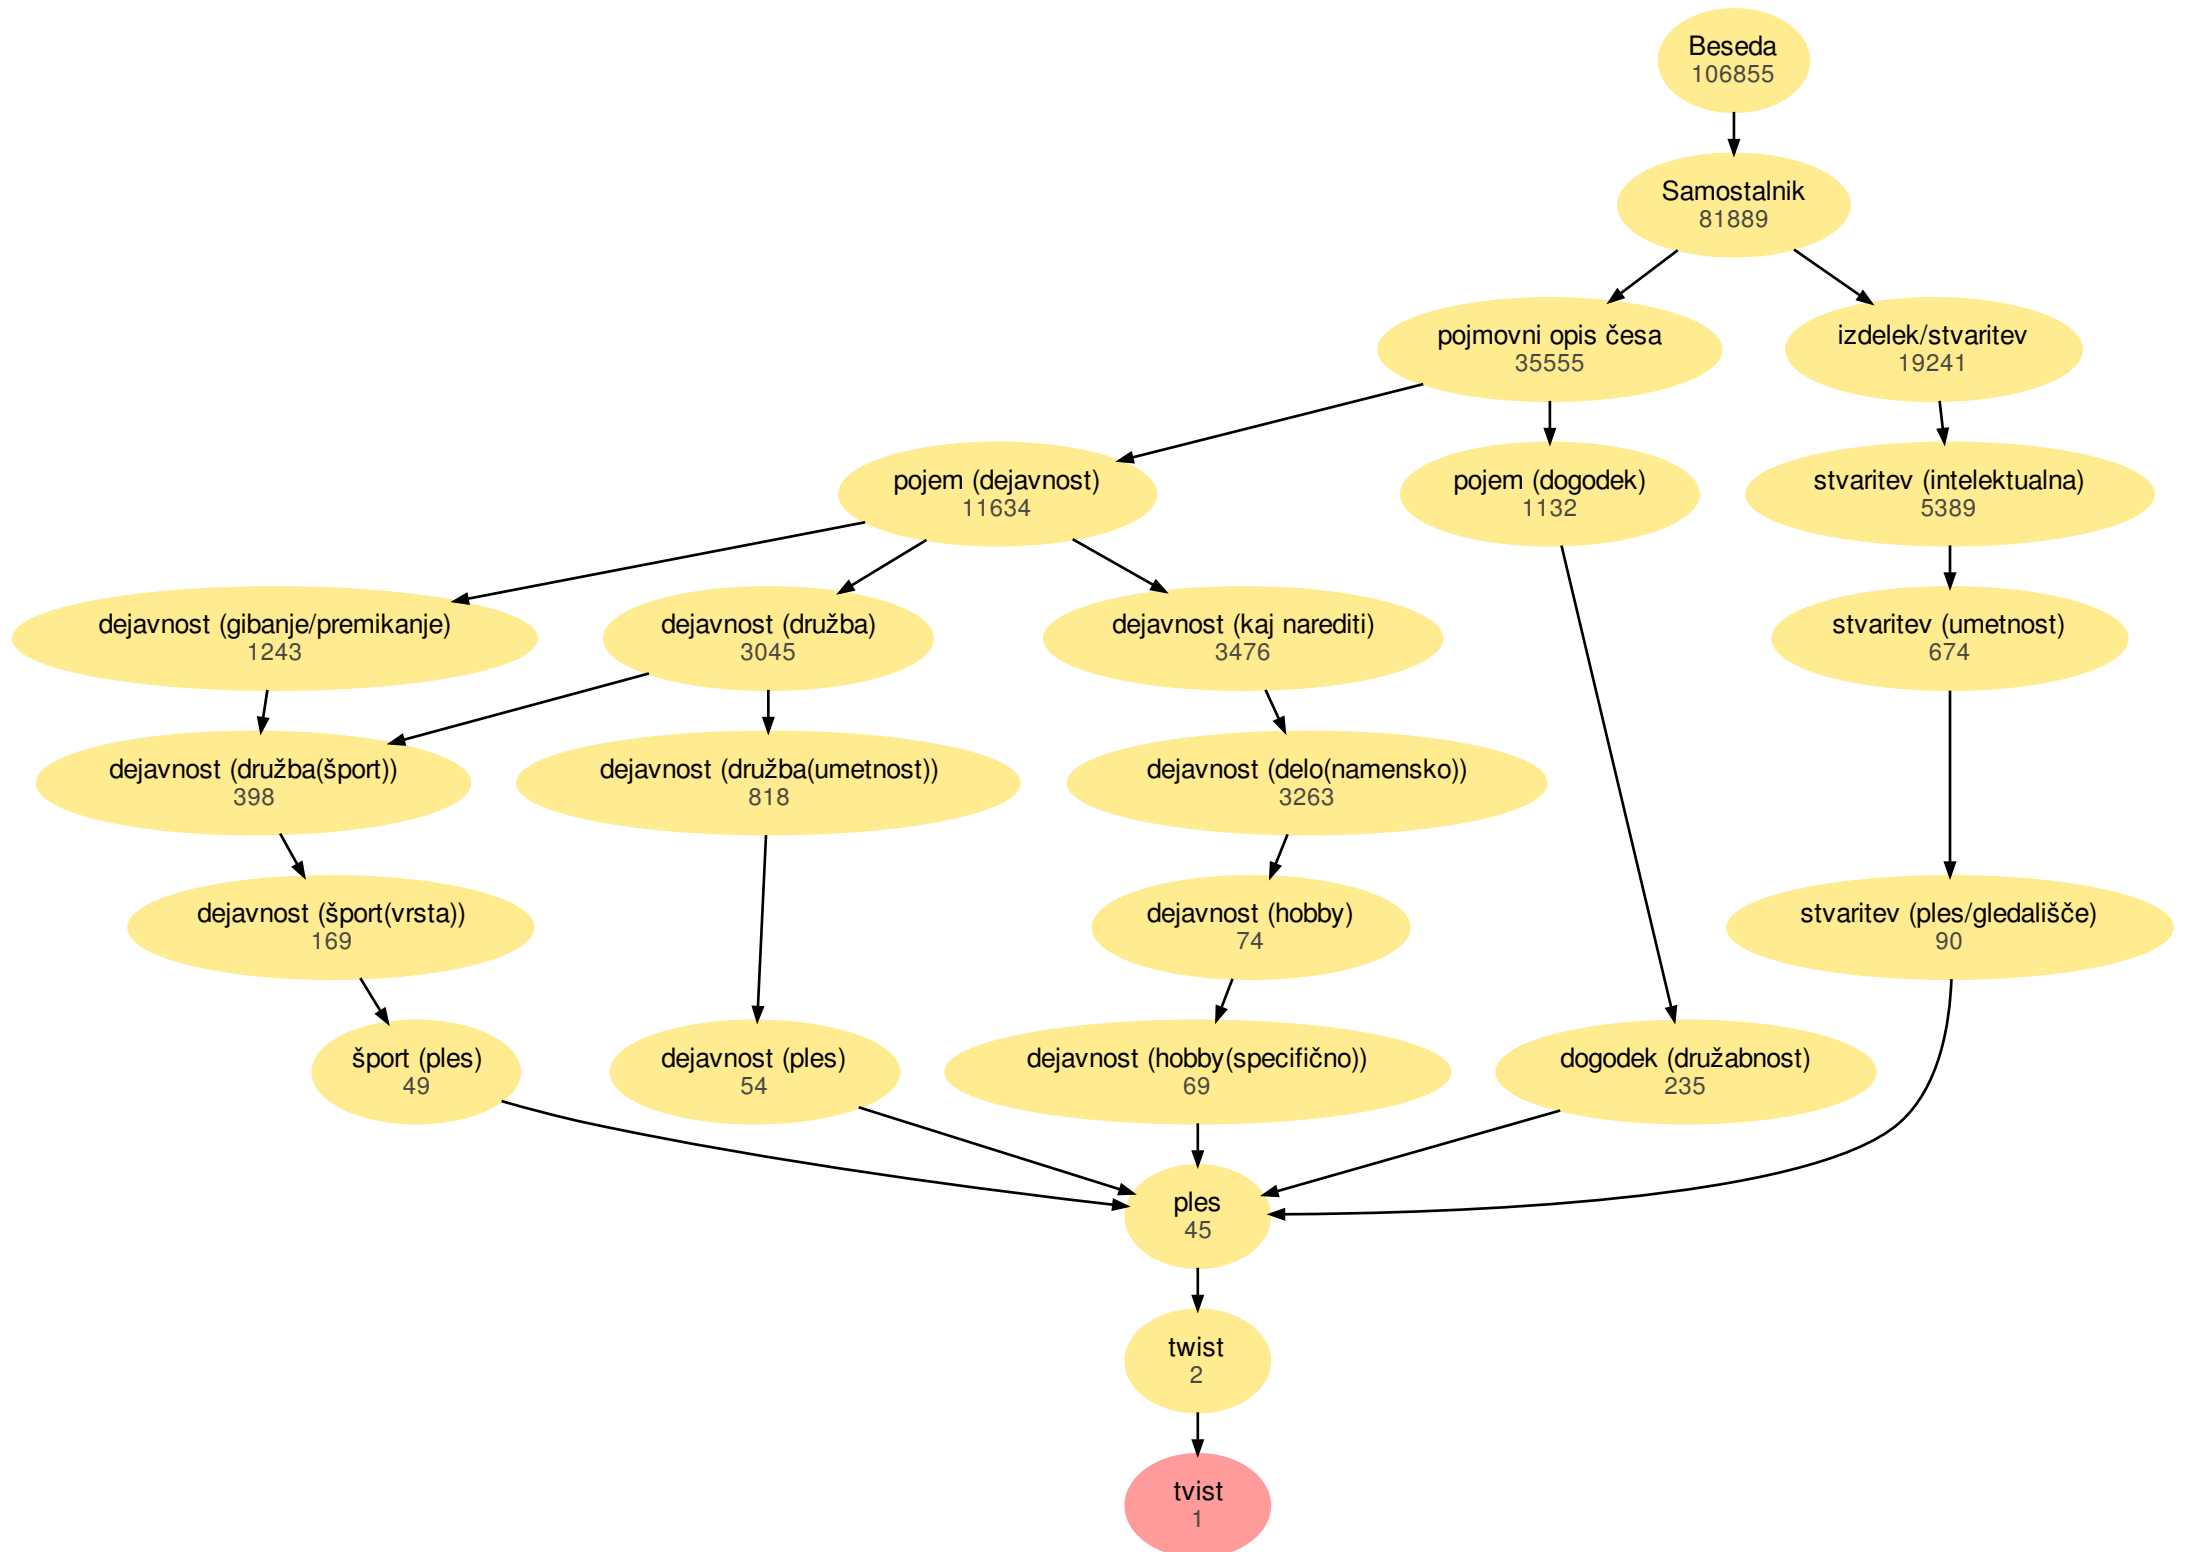 Beseda
106855
Samostalnik
81889
pojmovni opis česa
35555
izdelek/stvaritev
19241
pojem (dejavnost)
11634
pojem (dogodek)
1132
stvaritev (intelektualna)
5389
dejavnost (gibanje/premikanje)
1243
dejavnost (družba)
3045
dejavnost (kaj narediti)
3476
stvaritev (umetnost)
674
dejavnost (družba(šport))
398
dejavnost (družba(umetnost))
818
dejavnost (delo(namensko))
3263
dejavnost (šport(vrsta))
169
dejavnost (hobby)
74
stvaritev (ples/gledališče)
90
šport (ples)
49
dejavnost (ples)
54
dejavnost (hobby(specifično))
69
dogodek (družabnost)
235
ples
45
twist
2
tvist
1